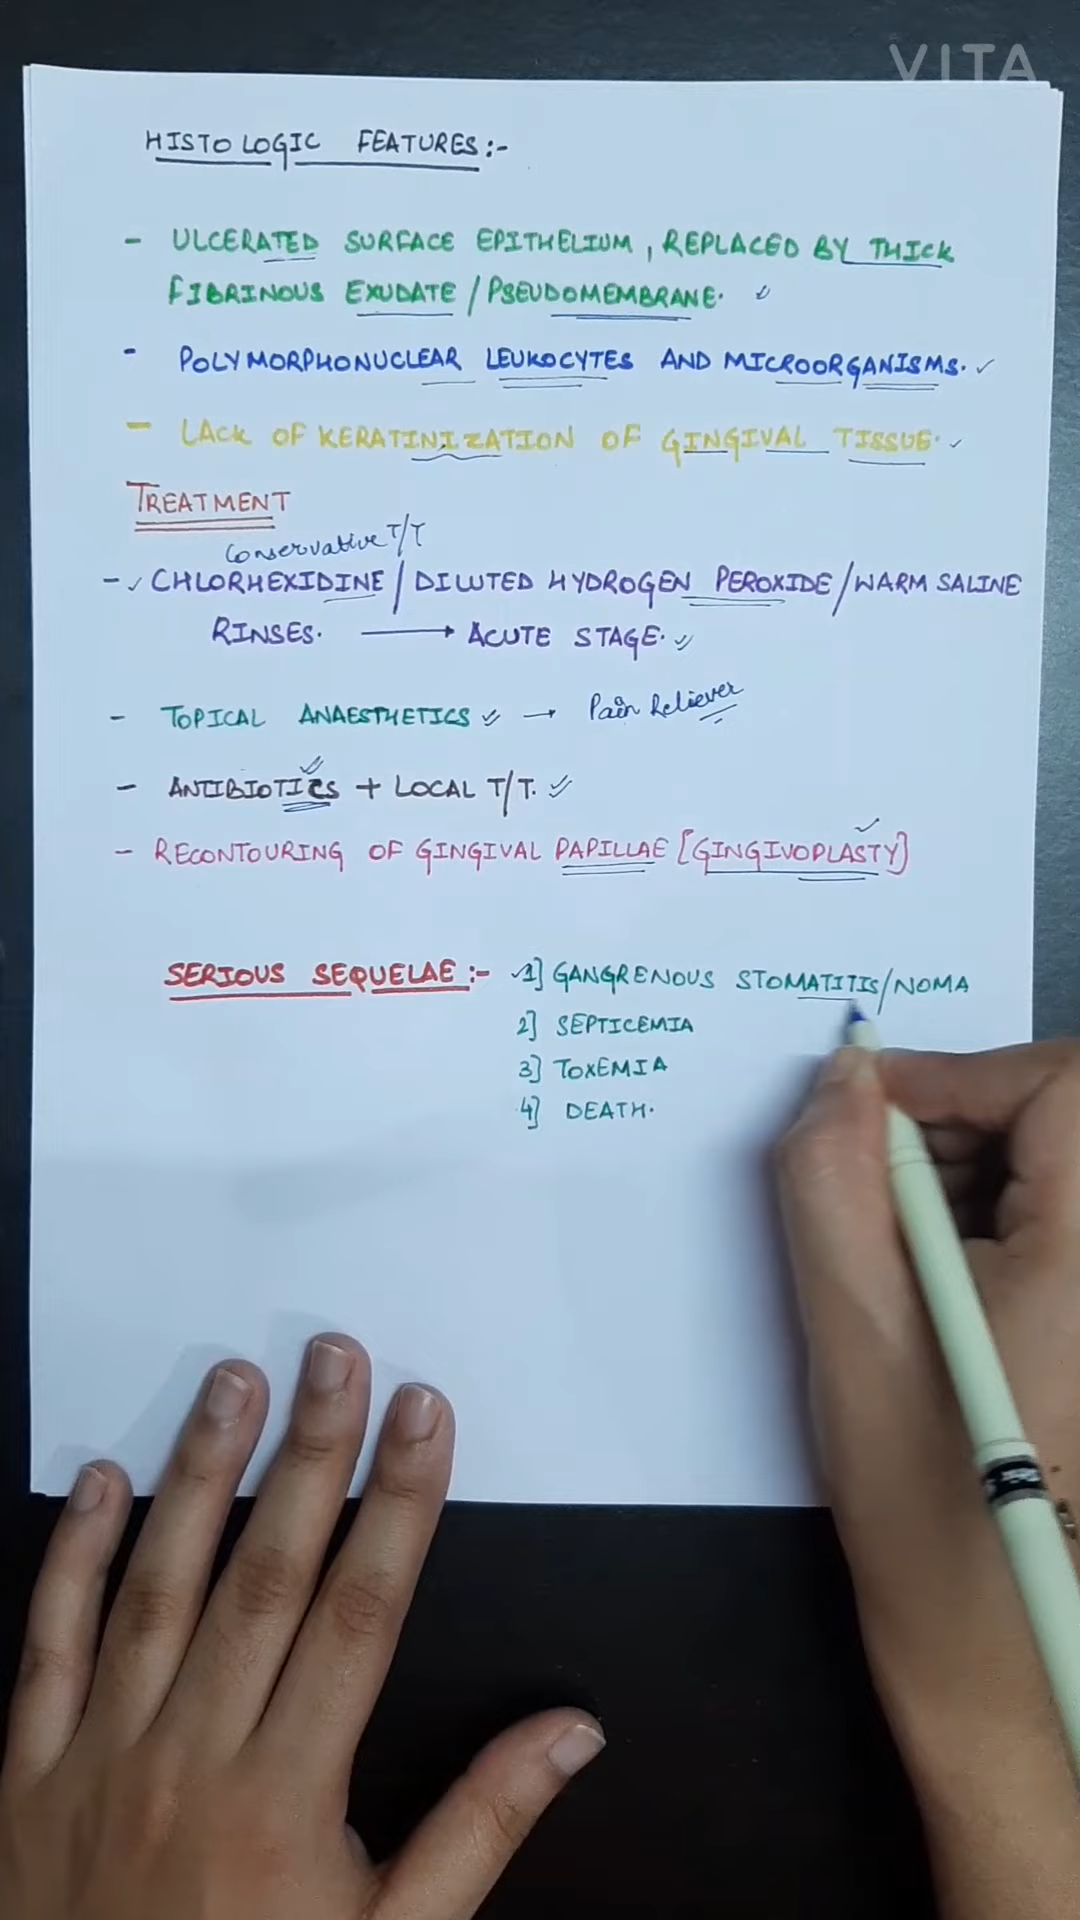 VITA
HISTOLOGIC FEATURES:-
- ULCERATED SURFACE EPITHELIUM, REPLACED BY THICK
FIBRINOUS EXUDATE/PSEUDOMEMBRANE.
- POLYMORPHONUCLEAR LEUKOCYTES AND MICROORGANISMS.
- LACK OF KERATINIZATION OF GINGIVAL TISSUE.
TREATMENT
Conservative T/T
- CHLORHEXIDINE/DILUTED HYDROGEN PEROXIDE/WARM SALINE
RINSES. → ACUTE STAGE.
- TOPICAL ANAESTHETICS → Pain Reliever
- ANTIBIOTICS + LOCAL T/T.
- RECONTOURING OF GINGIVAL PAPILLAE [GINGIVOPLASTY]
SERIOUS SEQUELAE:- 1] GANGRENOUS STOMATITIS/NOMA
2] SEPTICEMIA
3] TOXEMIA
4] DEATH.